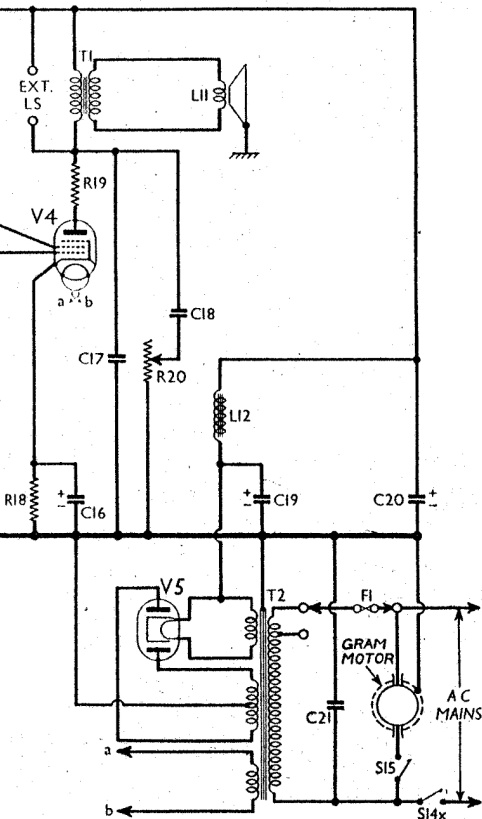 T1
EXT.
LS
L11
R19
V4
a b
C18
C17
R20
L12
R18
+
−
C16
+
−
C19
C20
+
−
V5
T2
F1
GRAM
MOTOR
AC
MAINS
C21
a
S15
b
S14x